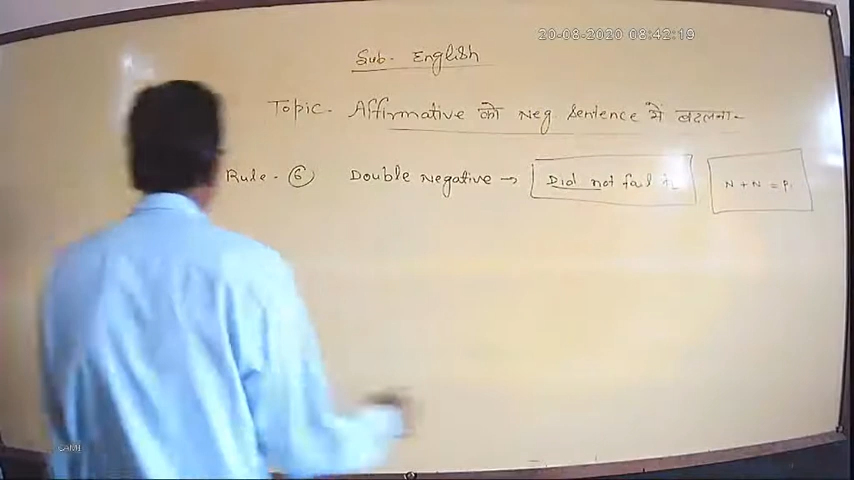 20-08-2020 08:42:19
Sub- English
Topic- Affirmative को Neg. Sentence में बदलना-
Rule- 6 Double Negative → Did not fail to N + N = P
CAM1